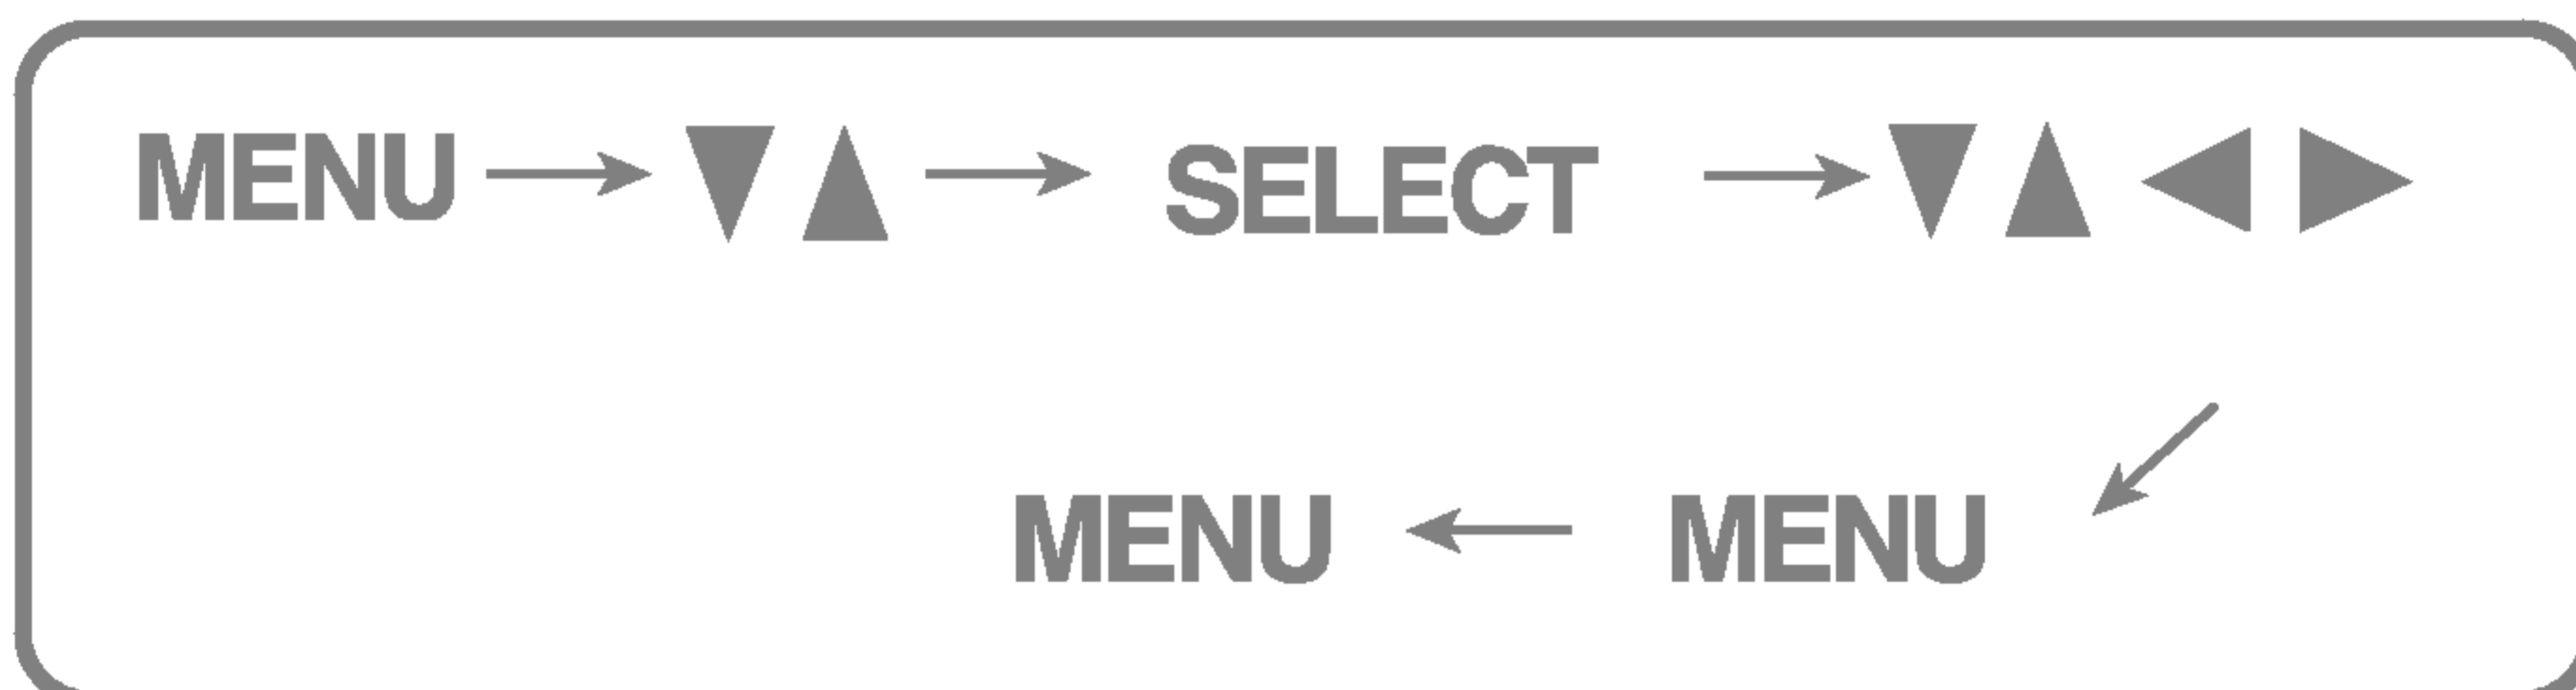 MENU → ▼ ▲ → SELECT → ▼ ▲ ◀ ▶
MENU ← MENU ↙